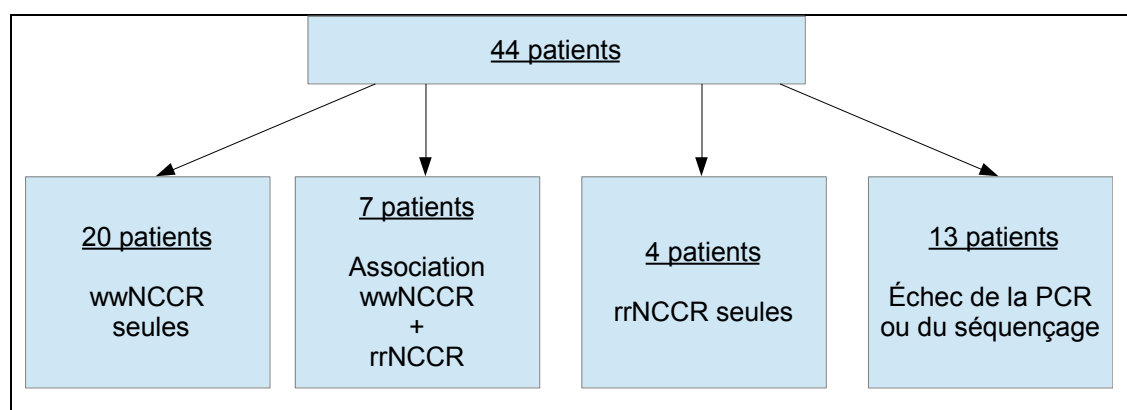 44 patients
20 patients
wwNCCR
seules
7 patients
Association
wwNCCR
+
rrNCCR
4 patients
rrNCCR seules
13 patients
Échec de la PCR
ou du séquençage